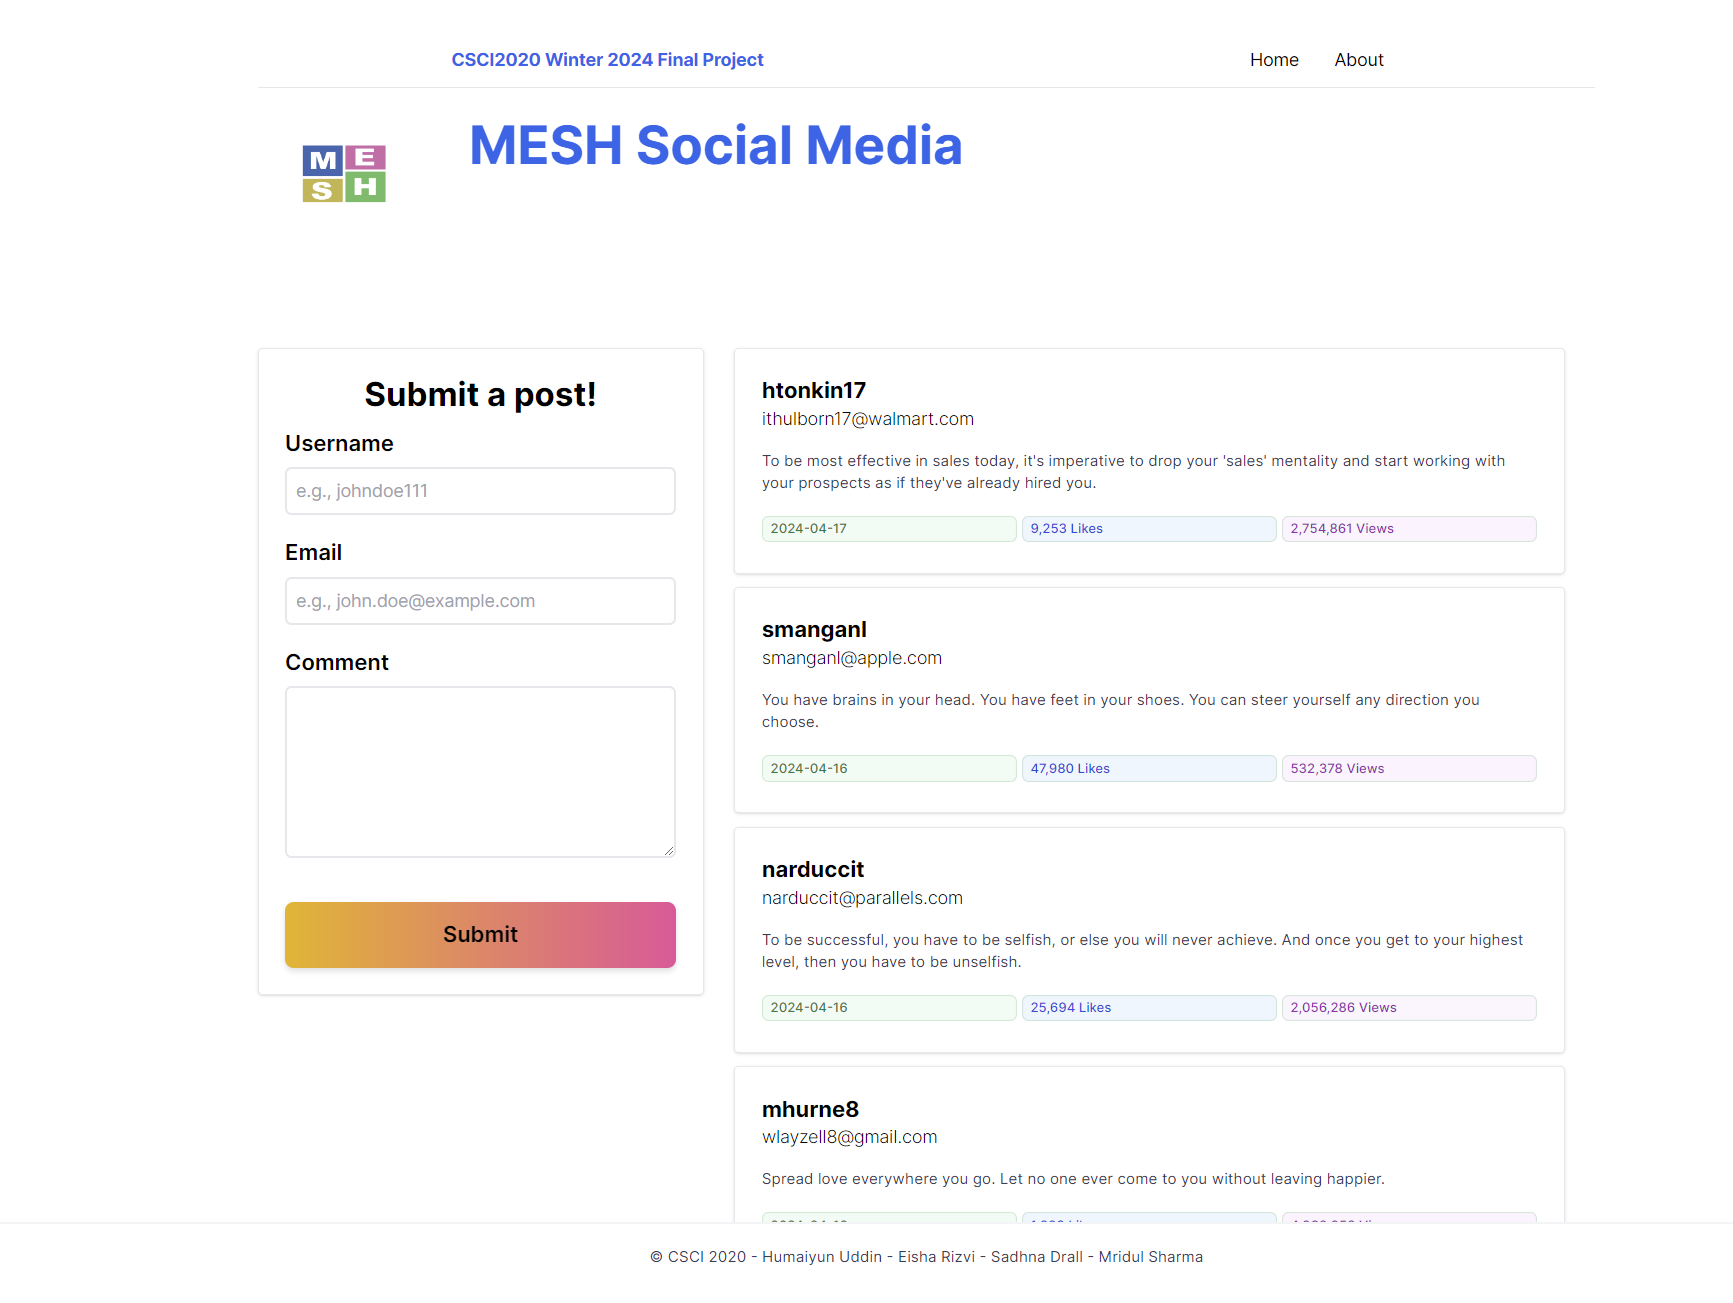 CSCI2020 Winter 2024 Final Project
Home
About
M E
S H
MESH Social Media
Submit a post!
Username
e.g., johndoe111
Email
e.g., john.doe@example.com
Comment
Submit
htonkin17
ithulborn17@walmart.com
To be most effective in sales today, it's imperative to drop your 'sales' mentality and start working with
your prospects as if they've already hired you.
2024-04-17
9,253 Likes
2,754,861 Views
smanganl
smanganl@apple.com
You have brains in your head. You have feet in your shoes. You can steer yourself any direction you
choose.
2024-04-16
47,980 Likes
532,378 Views
narduccit
narduccit@parallels.com
To be successful, you have to be selfish, or else you will never achieve. And once you get to your highest
level, then you have to be unselfish.
2024-04-16
25,694 Likes
2,056,286 Views
mhurne8
wlayzell8@gmail.com
Spread love everywhere you go. Let no one ever come to you without leaving happier.
© CSCI 2020 - Humaiyun Uddin - Eisha Rizvi - Sadhna Drall - Mridul Sharma